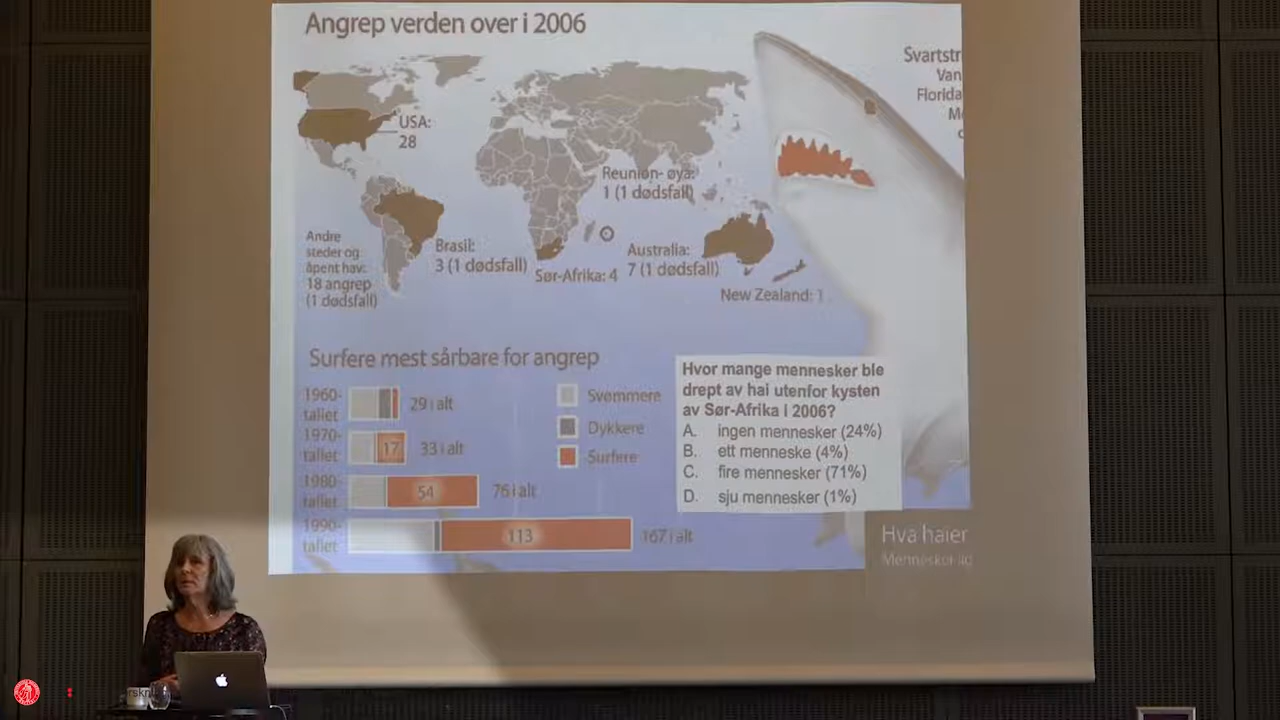 Angrep verden over i 2006
Svartstr
Van
Florida
USA:
28
Reunion- øya:
1 (1 dødsfall)
Andre
steder og
åpent hav:
18 angrep
(1 dødsfall)
Brasil:
3 (1 dødsfall)
Sør-Afrika: 4
Australia:
7 (1 dødsfall)
New Zealand: 1
Surfere mest sårbare for angrep
1960-
tallet
29 i alt
1970-
tallet
17
33 i alt
1980-
tallet
54
76 i alt
1990-
tallet
113
167 i alt
Svømmere
Dykkere
Surfere
Hvor mange mennesker ble
drept av hai utenfor kysten
av Sør-Afrika i 2006?
A. ingen mennesker (24%)
B. ett menneske (4%)
C. fire mennesker (71%)
D. sju mennesker (1%)
Hva haier